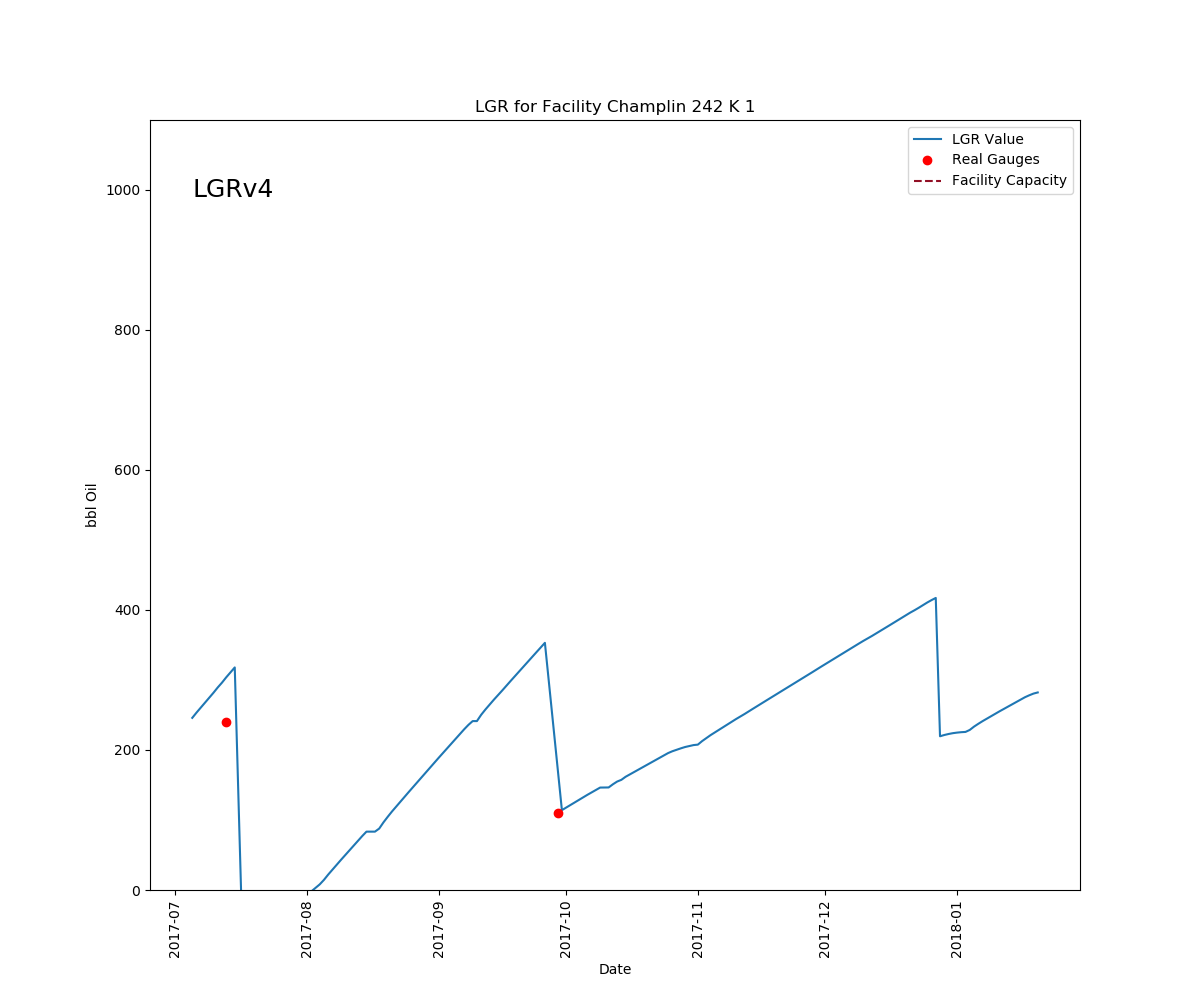 LGR for Facility Champlin 242 K 1
LGRv4
LGR Value
Real Gauges
Facility Capacity
1000
800
600
400
200
0
bbl Oil
2017-07
2017-08
2017-09
2017-10
2017-11
2017-12
2018-01
Date